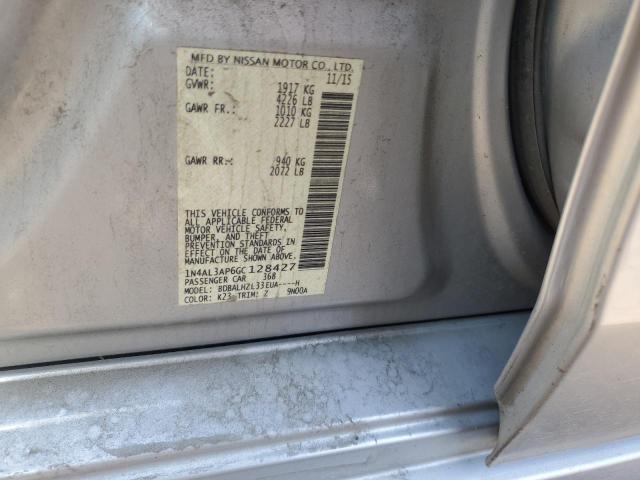 MFD BY NISSAN MOTOR CO., LTD.
DATE: 11/15
GVWR: 1917 KG
4226 LB
GAWR FR.: 1010 KG
2227 LB
GAWR RR.: 940 KG
2072 LB
THIS VEHICLE CONFORMS TO
ALL APPLICABLE FEDERAL
MOTOR VEHICLE SAFETY,
BUMPER, AND THEFT
PREVENTION STANDARDS IN
EFFECT ON THE DATE OF
MANUFACTURE SHOWN ABOVE.
1N4AL3AP6GC128427
PASSENGER CAR 368
MODEL: BDBALHZL33EUA----H
COLOR: K23 TRIM: Z 9N00A